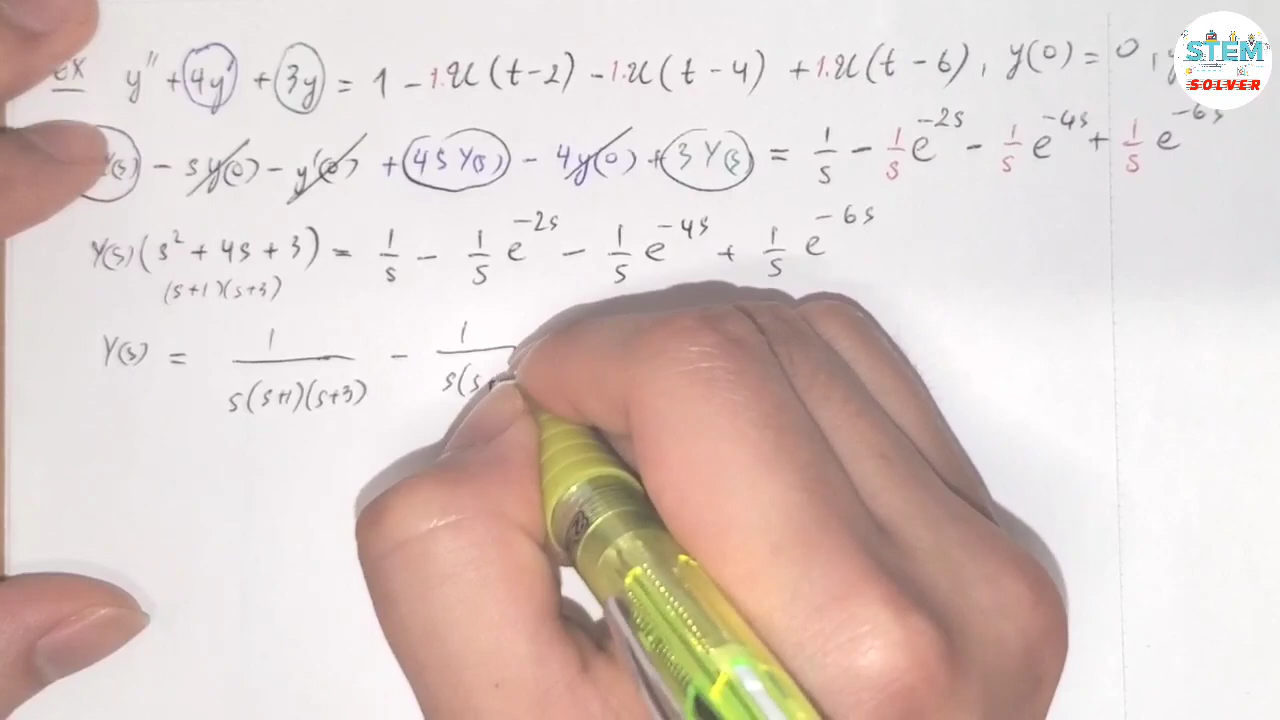 Ex y'' + 4y' + 3y = 1 - 1.u(t-2) - 1.u(t-4) + 1.u(t-6), y(0) = 0,
STEM
SOLVER
Y(s) - sy(0) - y'(0) + 4sY(s) - 4y(0) + 3Y(s) = 1/s - 1/s e^-2s - 1/s e^-4s + 1/s e^-6s
Y(s)(s² + 4s + 3) = 1/s - 1/s e^-2s - 1/s e^-4s + 1/s e^-6s
(s+1)(s+3)
Y(s) = 1/s(s+1)(s+3) - 1/s(s+